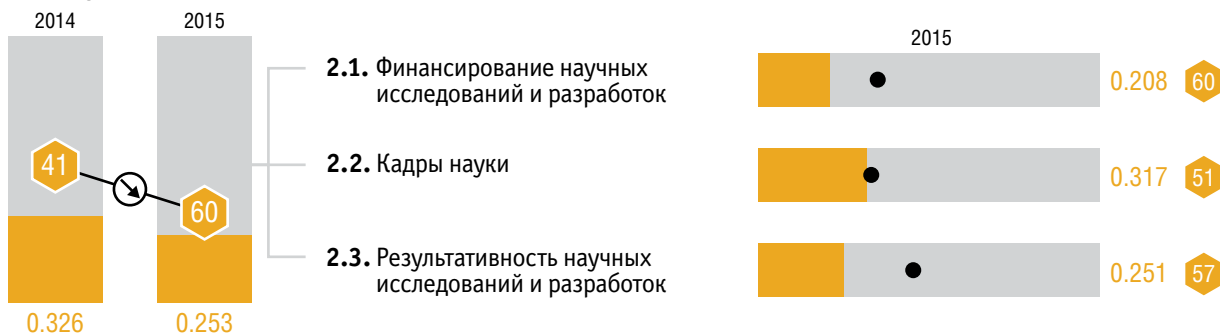 2014
2015
41
60
0.326
0.253
2.1. Финансирование научных
исследований и разработок
2.2. Кадры науки
2.3. Результативность научных
исследований и разработок
2015
0.208
60
0.317
51
0.251
57